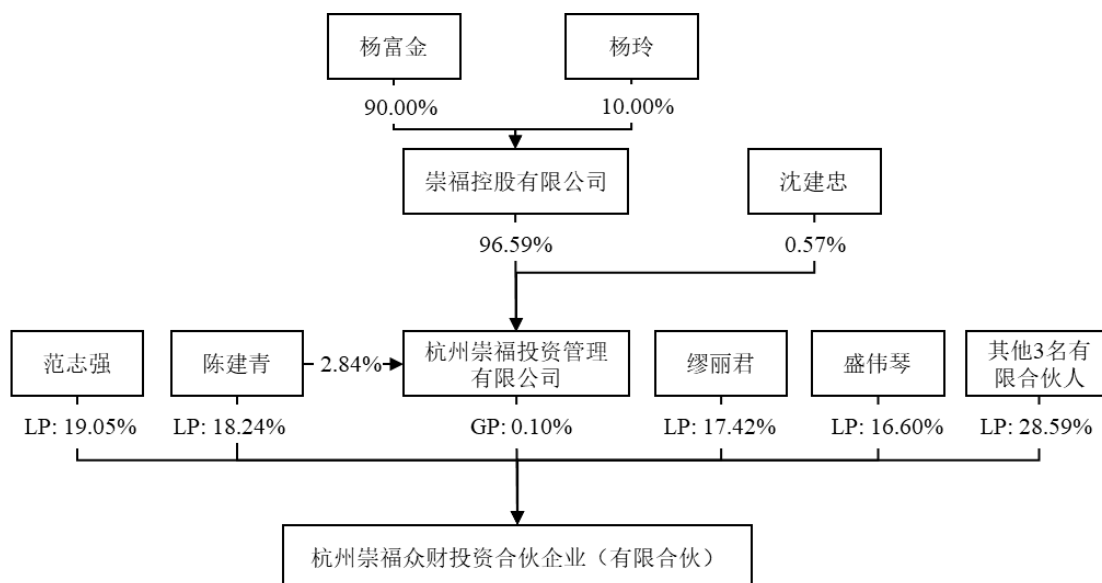 杨富金
杨玲
90.00%
10.00%
崇福控股有限公司
沈建忠
96.59%
0.57%
范志强
陈建青
2.84%
杭州崇福投资管理
有限公司
缪丽君
盛伟琴
其他3名有
限合伙人
LP: 19.05%
LP: 18.24%
GP: 0.10%
LP: 17.42%
LP: 16.60%
LP: 28.59%
杭州崇福众财投资合伙企业（有限合伙）